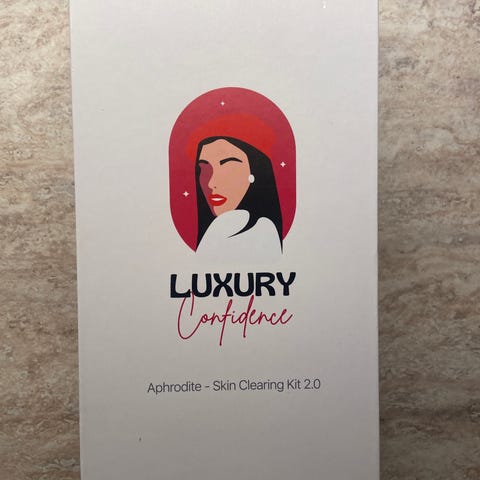 LUXURY
Confidence
Aphrodite - Skin Clearing Kit 2.0